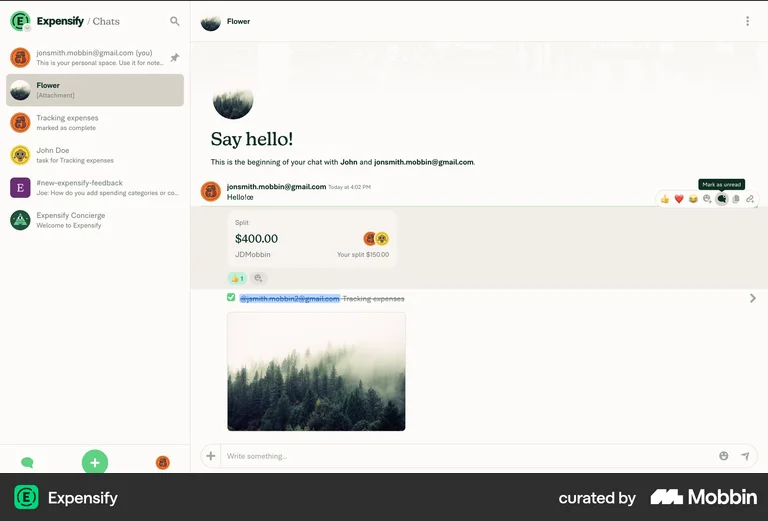 Expensify / Chats
jonsmith.mobbin@gmail.com (you)
This is your personal space. Use it for note...
Flower
[Attachment]
Tracking expenses
marked as complete
John Doe
task for Tracking expenses
E
#new-expensify-feedback
Joe: How do you add spending categories or co...
Expensify Concierge
Welcome to Expensify
Flower
Say hello!
This is the beginning of your chat with John and jonsmith.mobbin@gmail.com.
jonsmith.mobbin@gmail.com Today at 4:02 PM
Hello!œ
Mark as unread
Split:
$400.00
JDMobbin
Your split $150.00
1
@jsmith.mobbin2@gmail.com Tracking expenses
Write something...
Expensify
curated by Mobbin